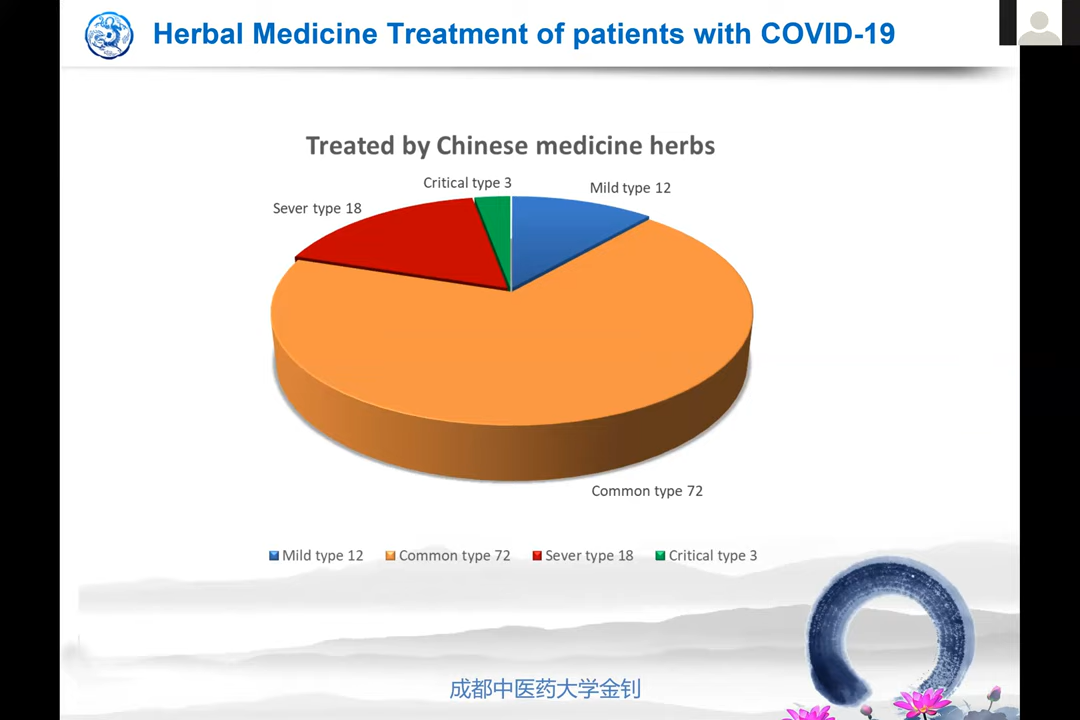 Herbal Medicine Treatment of patients with COVID-19
Treated by Chinese medicine herbs
Critical type 3
Mild type 12
Sever type 18
Common type 72
Mild type 12 Common type 72 Sever type 18 Critical type 3
成都中医药大学金钊